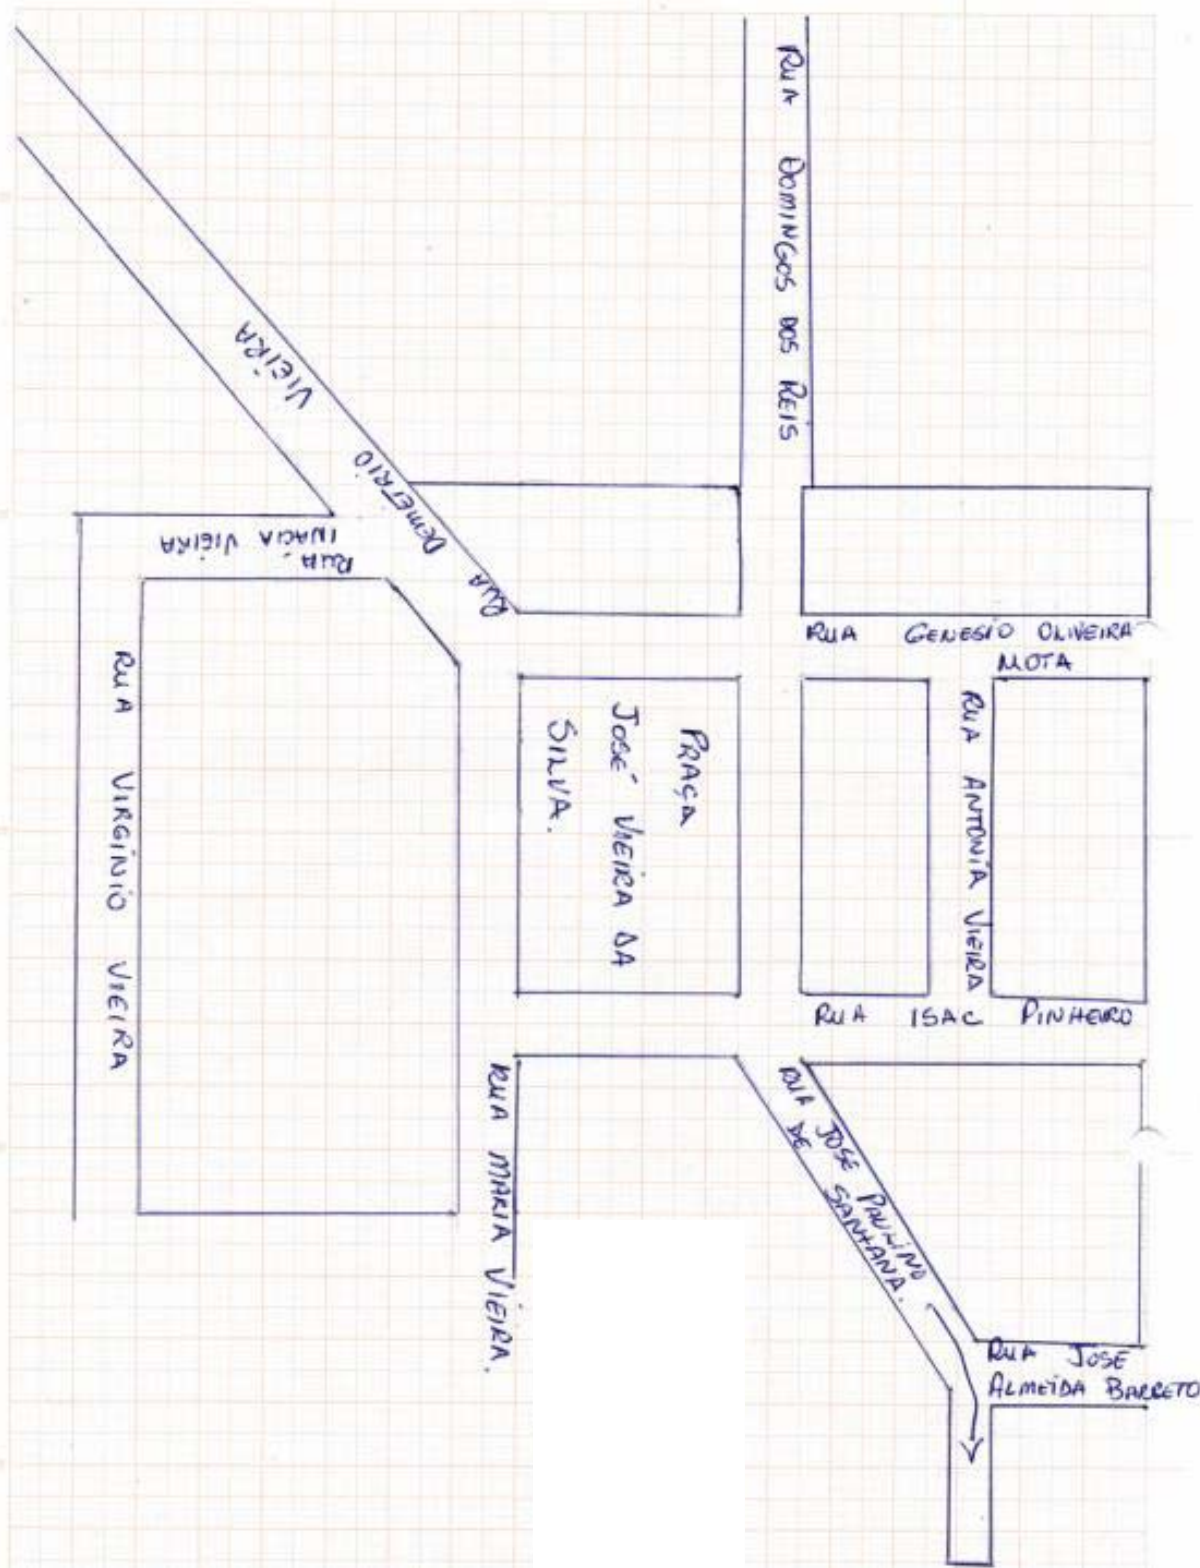 RUA DOMINGOS DOS REIS
RUA DEMETRIO VIEIRA
RUA.
INACIA VIEIRA
RUA GENESIO OLIVEIRA
MOTA
RUA VIRGINIO VIEIRA
PRAÇA
JOSÉ VIEIRA DA
SILVA.
RUA ANTONIA VIEIRA
RUA ISAC PINHEIRO
RUA MARIA VIEIRA.
RUA JOSE PAULINO
DE SANTANA.
RUA JOSE
ALMEIDA BARRETO